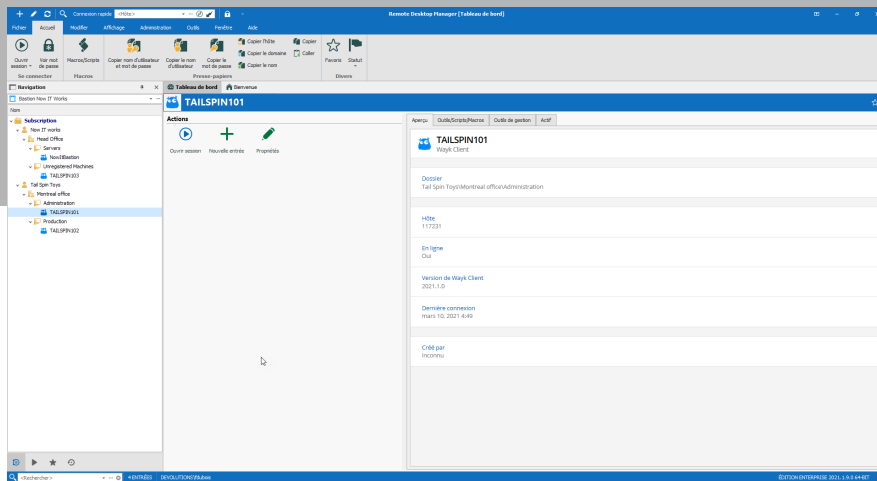 Connexion rapide <Hôte> Remote Desktop Manager [Tableau de bord]
Fichier Accueil Modifier Affichage Administration Outils Fenêtre Aide
Ouvrir session
Voir mot de passe
Macros/Scripts
Copier nom d'utilisateur et mot de passe
Copier le nom d'utilisateur
Copier le mot de passe
Copier l'hôte
Copier le domaine
Copier le nom
Copier
Coller
Favoris
Statut
Se connecter Macros Presse-papiers Divers
Navigation
Bastion Now IT Works
Nom
Subscription
Now IT works
Head Office
Servers
NowItBastion
Unregistered Machines
TAILSPIN103
Tail Spin Toys
Montreal office
Administration
TAILSPIN101
Production
TAILSPIN102
Tableau de bord Bienvenue
TAILSPIN101
Actions
Ouvrir session Nouvelle entrée Propriétés
Aperçu Outils/Scripts/Macros Outils de gestion Actif
TAILSPIN101
Wayk Client
Dossier
Tail Spin Toys\Montreal office\Administration
Hôte
117231
En ligne
Oui
Version de Wayk Client
2021.1.0
Dernière connexion
mars 10, 2021 4:49
Créé par
Inconnu
<Rechercher> 4 ENTRÉES DEVOLUTIONS\fdubois ÉDITION ENTERPRISE 2021.1.9.0 64-BIT